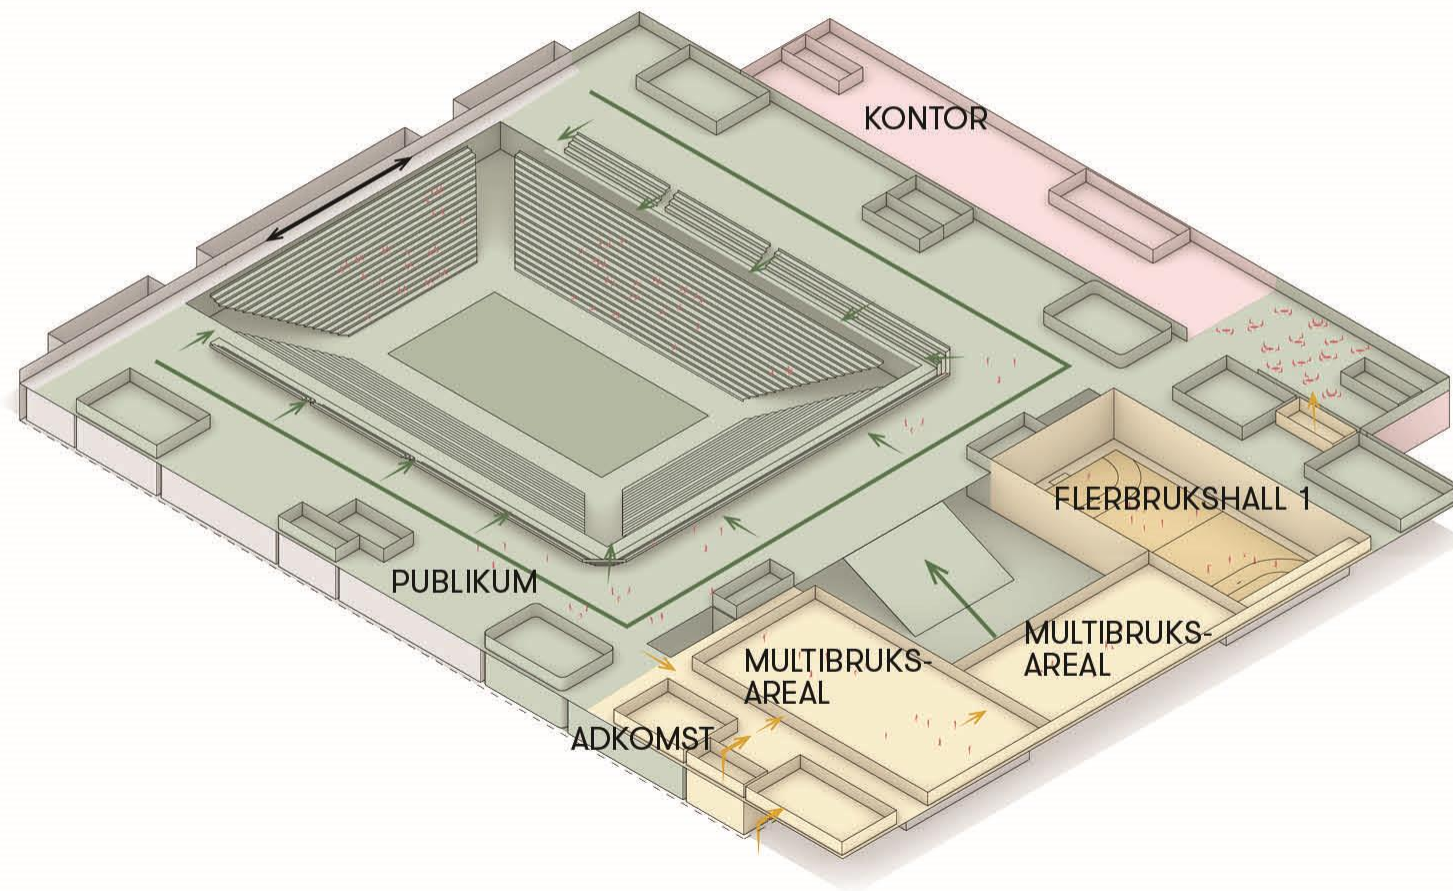 KONTOR
FLERBRUKSHALL 1
PUBLIKUM
MULTIBRUKS-
AREAL
MULTIBRUKS-
AREAL
ADKOMST